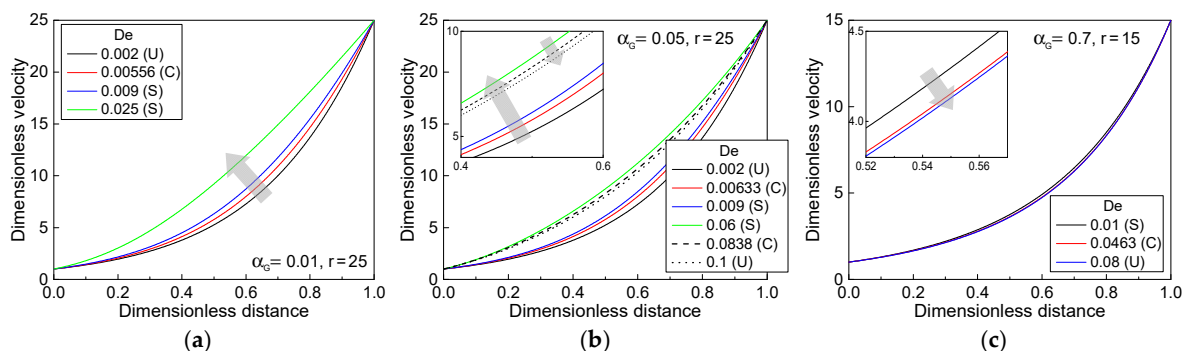 De
0.002 (U)
0.00556 (C)
0.009 (S)
0.025 (S)
α_G = 0.01, r = 25
25
20
15
10
5
0
0.0 0.2 0.4 0.6 0.8 1.0
Dimensionless velocity
Dimensionless distance
(a)
α_G = 0.05, r = 25
10
5
0.4 0.6
De
0.002 (U)
0.00633 (C)
0.009 (S)
0.06 (S)
0.0838 (C)
0.1 (U)
25
20
15
10
5
0
0.0 0.2 0.4 0.6 0.8 1.0
Dimensionless velocity
Dimensionless distance
(b)
α_G = 0.7, r = 15
4.5
4.0
0.52 0.54 0.56
De
0.01 (S)
0.0463 (C)
0.08 (U)
15
10
5
0
0.0 0.2 0.4 0.6 0.8 1.0
Dimensionless velocity
Dimensionless distance
(c)